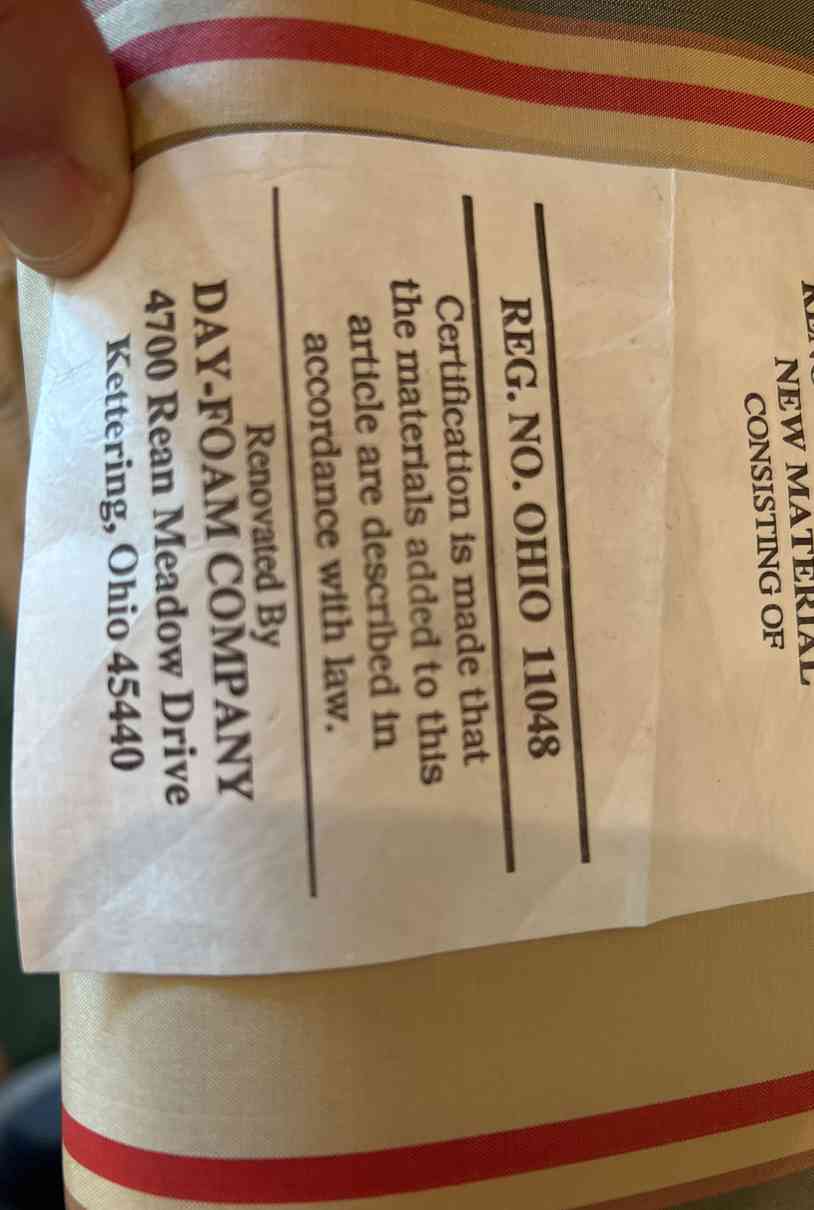 NEW MATERIAL
CONSISTING OF
REG. NO. OHIO 11048
Certification is made that
the materials added to this
article are described in
accordance with law.
Renovated By
DAY-FOAM COMPANY
4700 Rean Meadow Drive
Kettering, Ohio 45440